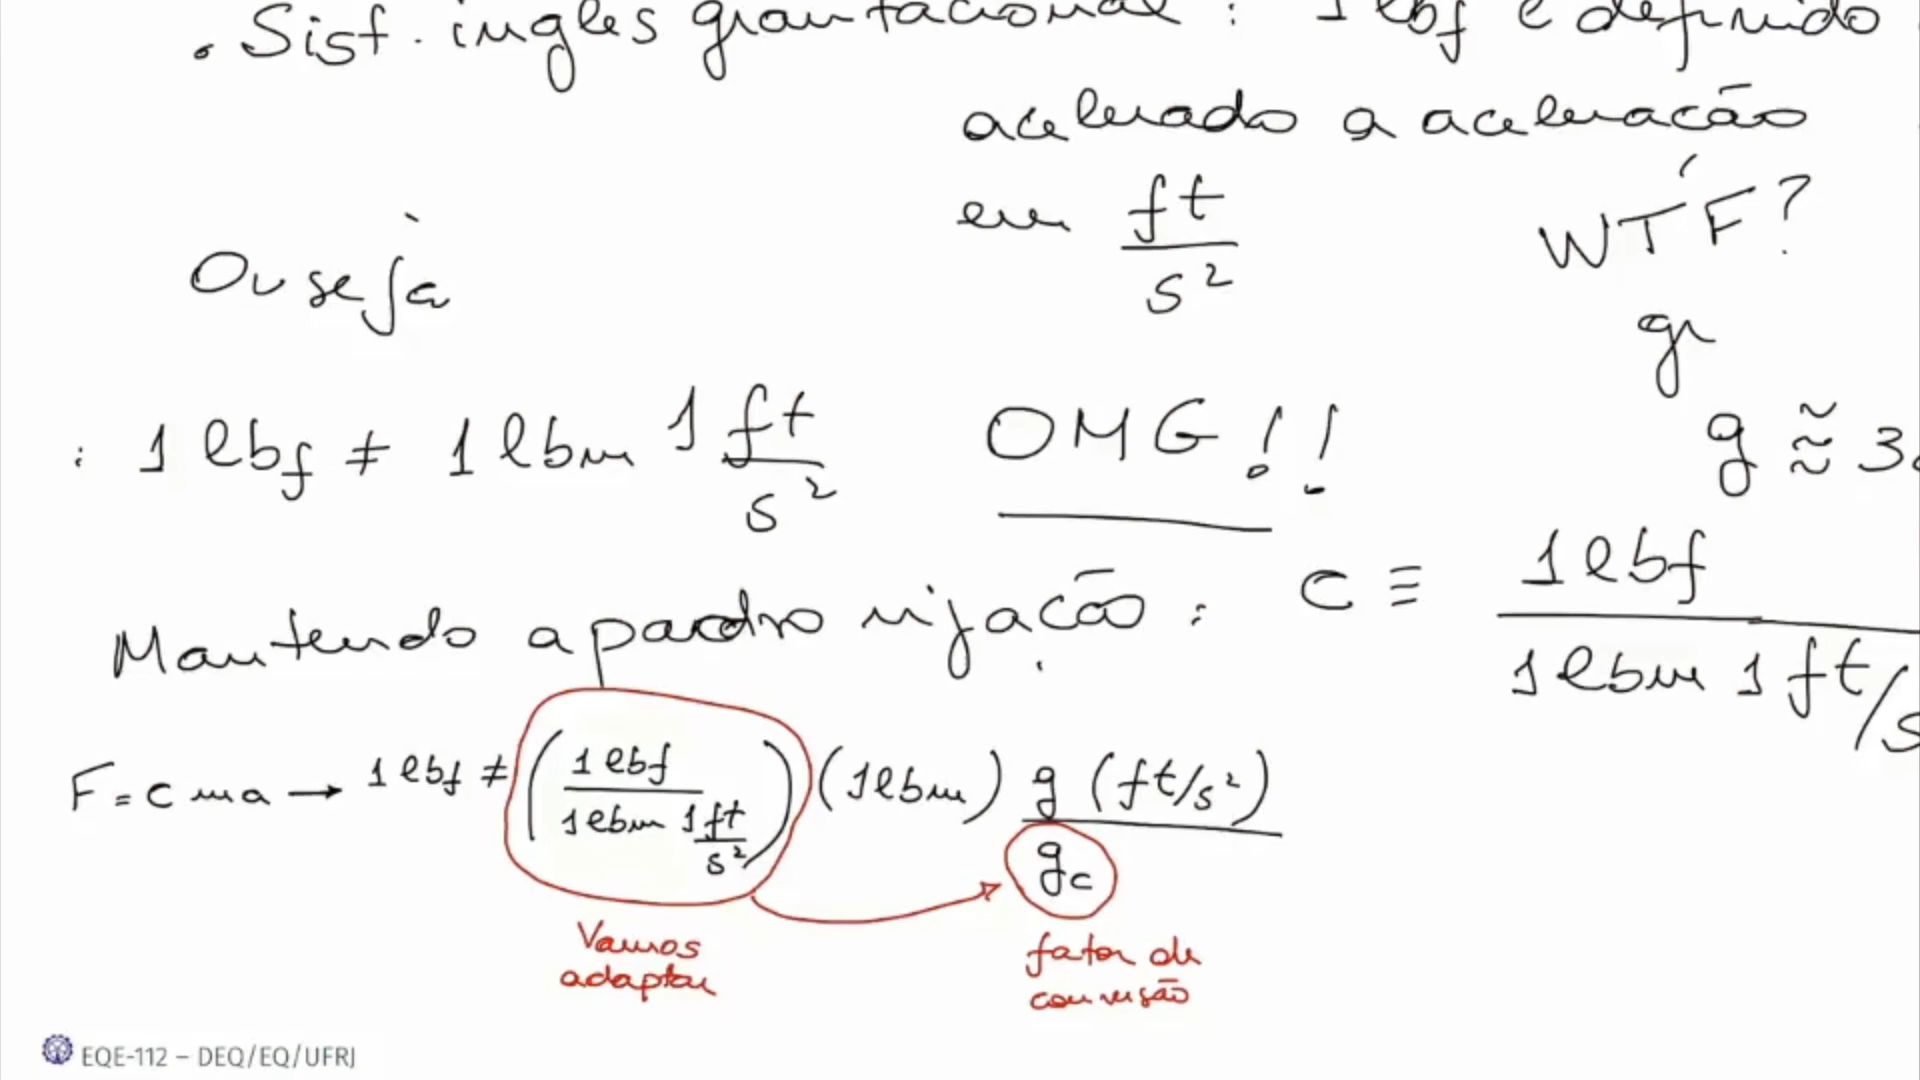 . Sist. inglês gravitacional : 1 lbf é definido
acelerado a aceleração
em ft/s²
WTF?
Ou seja
g
: 1 lbf ≠ 1 lbm 1 ft/s² OMG!!
g ≈ 3
Mantendo a padronização : c ≡ 1 lbf / 1 lbm 1 ft/s
F = c m a → 1 lbf ≠ (1 lbf / 1 lbm 1 ft/s²) (1 lbm) g (ft/s²) / gc
Vamos
adaptar
fator de
conversão
EQE-112 – DEQ/EQ/UFRJ